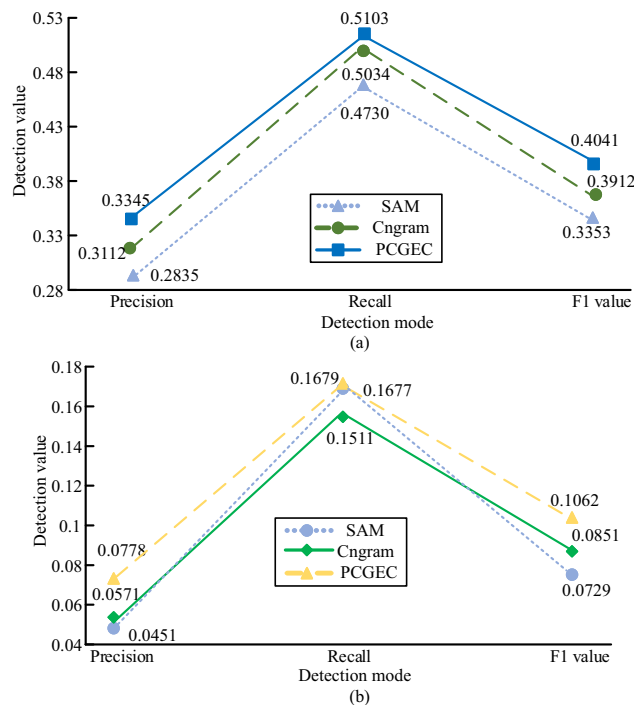 0.53
0.48
0.43
0.38
0.33
0.28
Detection value
0.5103
0.5034
0.4730
0.4041
0.3912
0.3353
0.3345
0.3112
0.2835
SAM
Cngram
PCGEC
Precision
Recall
F1 value
Detection mode
(a)
0.18
0.16
0.14
0.12
0.1
0.08
0.06
0.04
Detection value
0.1679
0.1677
0.1511
0.1062
0.0851
0.0729
0.0778
0.0571
0.0451
SAM
Cngram
PCGEC
Precision
Recall
F1 value
Detection mode
(b)